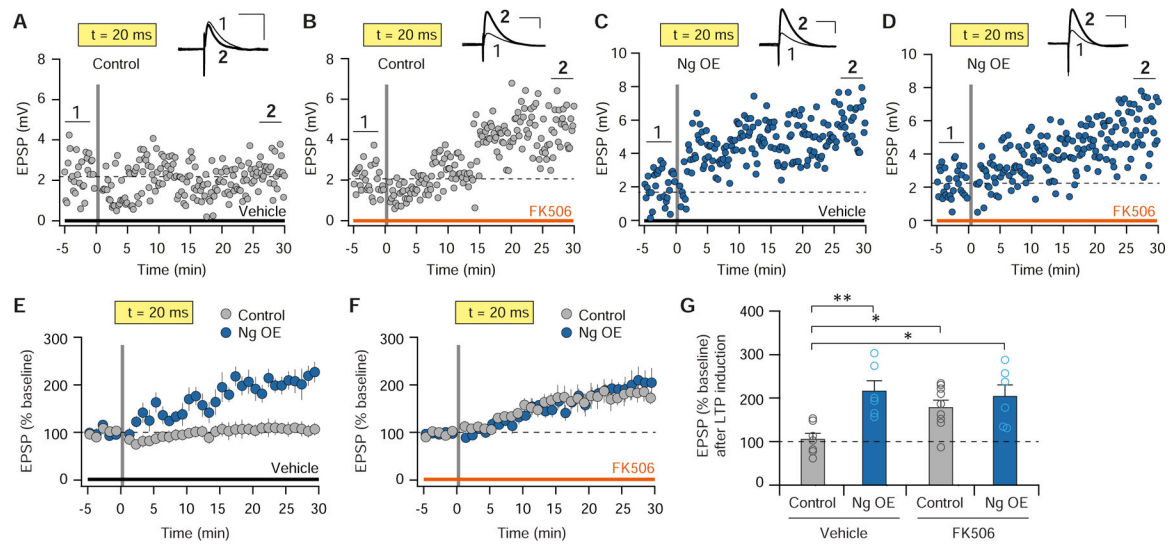 A
t = 20 ms
1
2
Control
1
2
EPSP (mV)
8
6
4
2
0
Vehicle
-5 0 5 10 15 20 25 30
Time (min)
B
t = 20 ms
2
1
Control
1
2
EPSP (mV)
8
6
4
2
0
FK506
-5 0 5 10 15 20 25 30
Time (min)
C
t = 20 ms
2
1
Ng OE
1
2
EPSP (mV)
10
8
6
4
2
0
Vehicle
-5 0 5 10 15 20 25 30
Time (min)
D
t = 20 ms
2
1
Ng OE
1
2
EPSP (mV)
10
8
6
4
2
0
FK506
-5 0 5 10 15 20 25 30
Time (min)
E
t = 20 ms
Control
Ng OE
EPSP (% baseline)
300
200
100
0
Vehicle
-5 0 5 10 15 20 25 30
Time (min)
F
t = 20 ms
Control
Ng OE
EPSP (% baseline)
300
200
100
0
FK506
-5 0 5 10 15 20 25 30
Time (min)
G
**
*
*
EPSP (% baseline)
after LTP induction
400
300
200
100
0
Control Ng OE Control Ng OE
Vehicle FK506